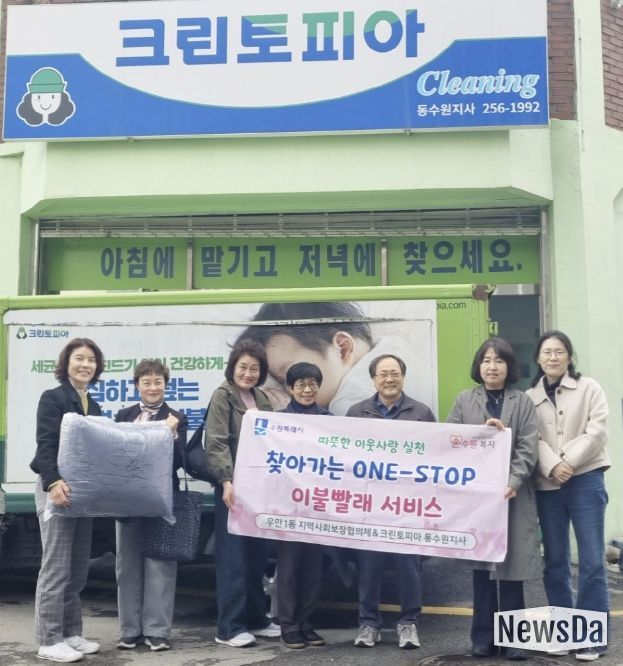 크린토피아
Cleaning
동수원지사 256-1992
아침에 맡기고 저녁에 찾으세요.
크린토피아
수원특례시
따뜻한 이웃사랑 실천
온수원 복지
찾아가는 ONE-STOP
이불빨래 서비스
우만1동 지역사회보장협의체&크린토피아 동수원지사
NewsDa